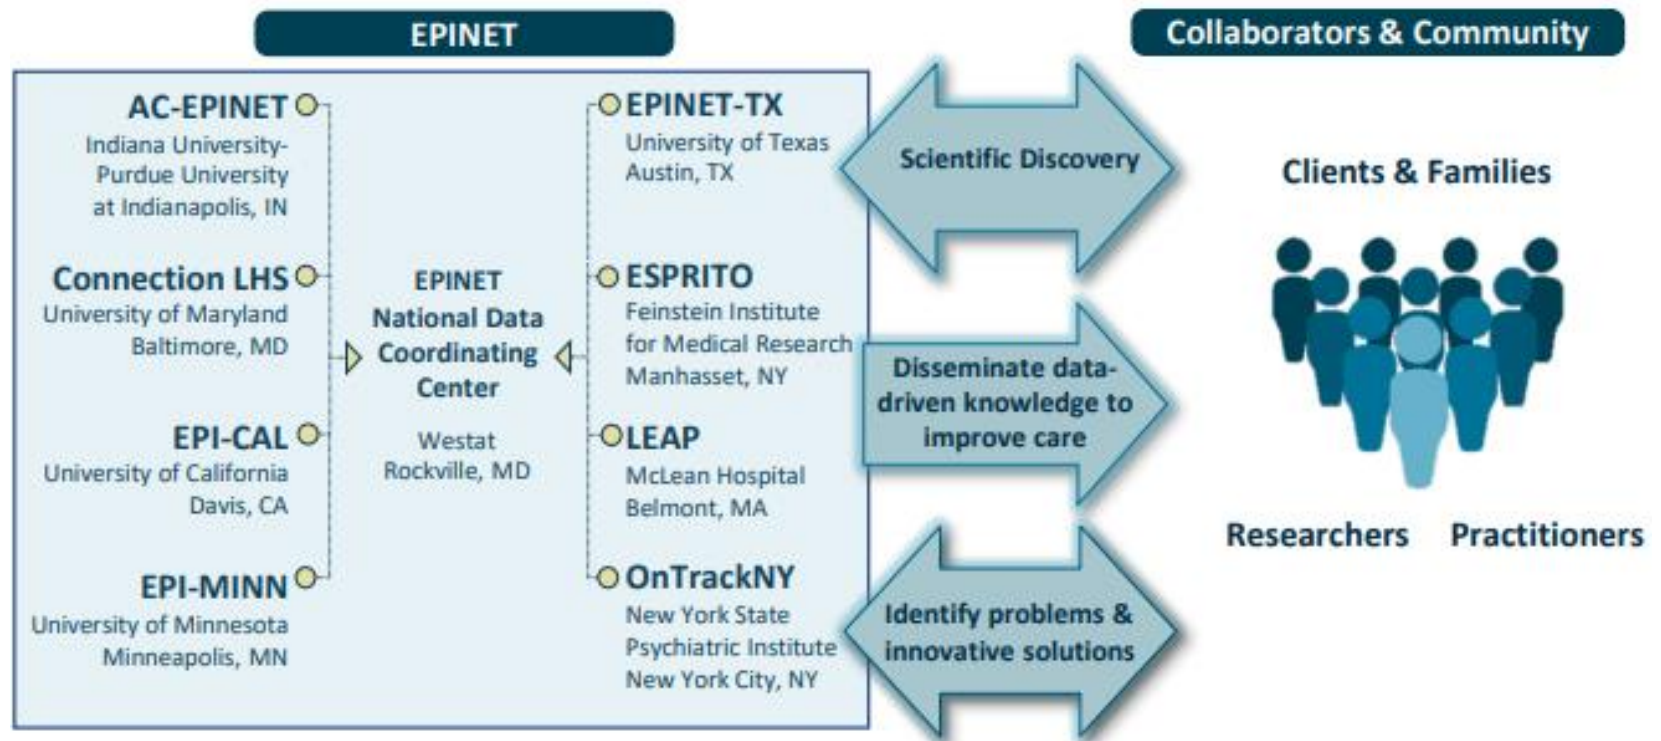 EPINET
AC-EPINET
Indiana University-
Purdue University
at Indianapolis, IN
Connection LHS
University of Maryland
Baltimore, MD
EPI-CAL
University of California
Davis, CA
EPI-MINN
University of Minnesota
Minneapolis, MN
EPINET
National Data
Coordinating
Center
Westat
Rockville, MD
EPINET-TX
University of Texas
Austin, TX
ESPRITO
Feinstein Institute
for Medical Research
Manhasset, NY
LEAP
McLean Hospital
Belmont, MA
OnTrackNY
New York State
Psychiatric Institute
New York City, NY
Scientific Discovery
Disseminate data-
driven knowledge to
improve care
Identify problems &
innovative solutions
Collaborators & Community
Clients & Families
Researchers Practitioners